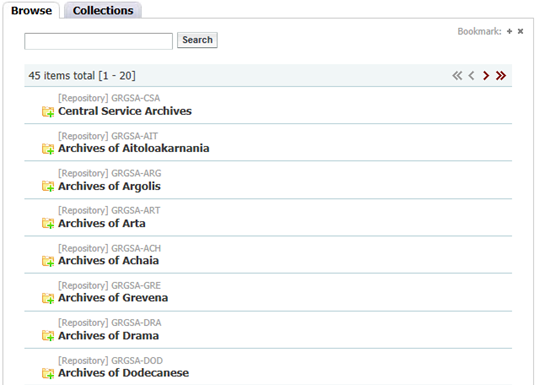 Browse
Collections
Bookmark:
Search
45 items total [1 - 20]
[Repository] GRGSA-CSA
Central Service Archives
[Repository] GRGSA-AIT
Archives of Aitoloakarnania
[Repository] GRGSA-ARG
Archives of Argolis
[Repository] GRGSA-ART
Archives of Arta
[Repository] GRGSA-ACH
Archives of Achaia
[Repository] GRGSA-GRE
Archives of Grevena
[Repository] GRGSA-DRA
Archives of Drama
[Repository] GRGSA-DOD
Archives of Dodecanese